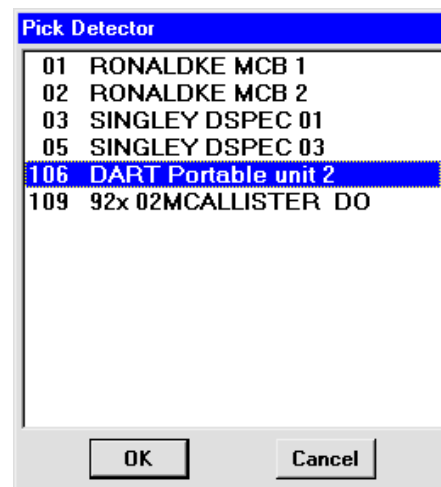 Pick Detector
01 RONALDKE MCB 1
02 RONALDKE MCB 2
03 SINGLEY DSPEC 01
05 SINGLEY DSPEC 03
106 DART Portable unit 2
109 92x 02MCALLISTER DO
OK Cancel